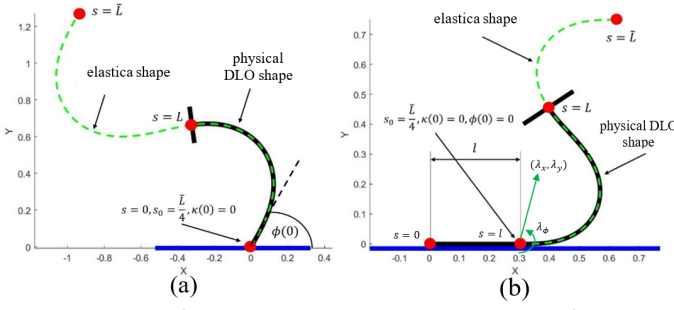 s = L̃
elastica shape
physical
DLO shape
s = L
s = 0, s₀ = L̃/4, κ(0) = 0
ϕ(0)
Y
1.2
1
0.8
0.6
0.4
0.2
0
-1 -0.8 -0.6 -0.4 -0.2 0 0.2 0.4
X
(a)
elastica shape
s = L̃
s₀ = L̃/4, κ(0) = 0, ϕ(0) = 0
s = L
physical DLO
shape
l
(λₓ, λᵧ)
λ_ϕ
s = 0
s = l
Y
0.7
0.6
0.5
0.4
0.3
0.2
0.1
0
-0.1 0 0.1 0.2 0.3 0.4 0.5 0.6 0.7
X
(b)